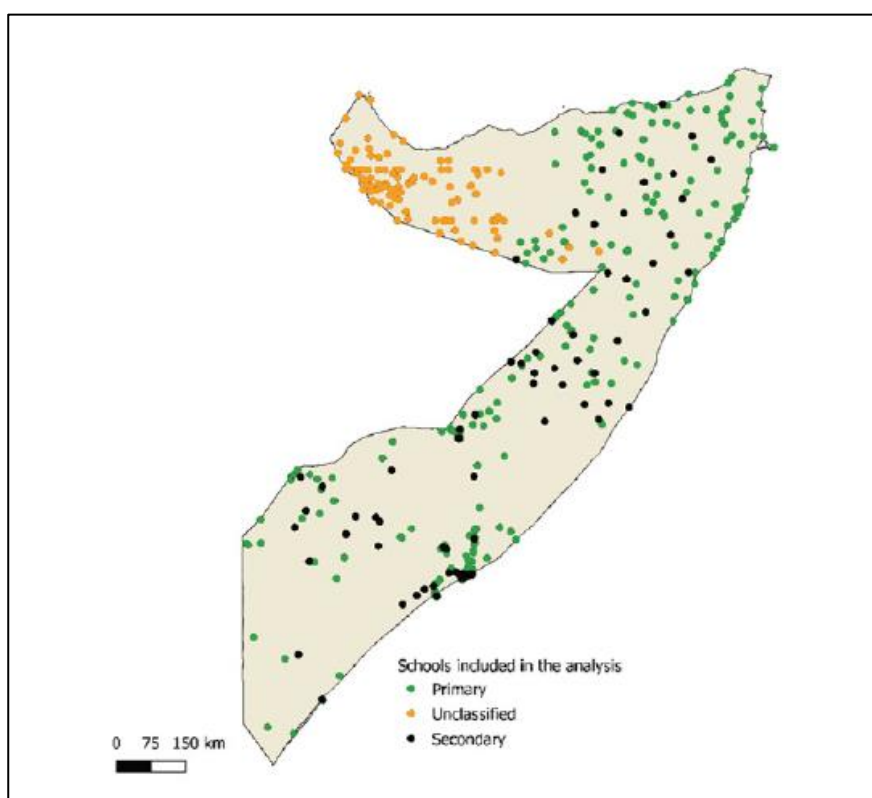 Schools included in the analysis
Primary
Unclassified
Secondary
0 75 150 km